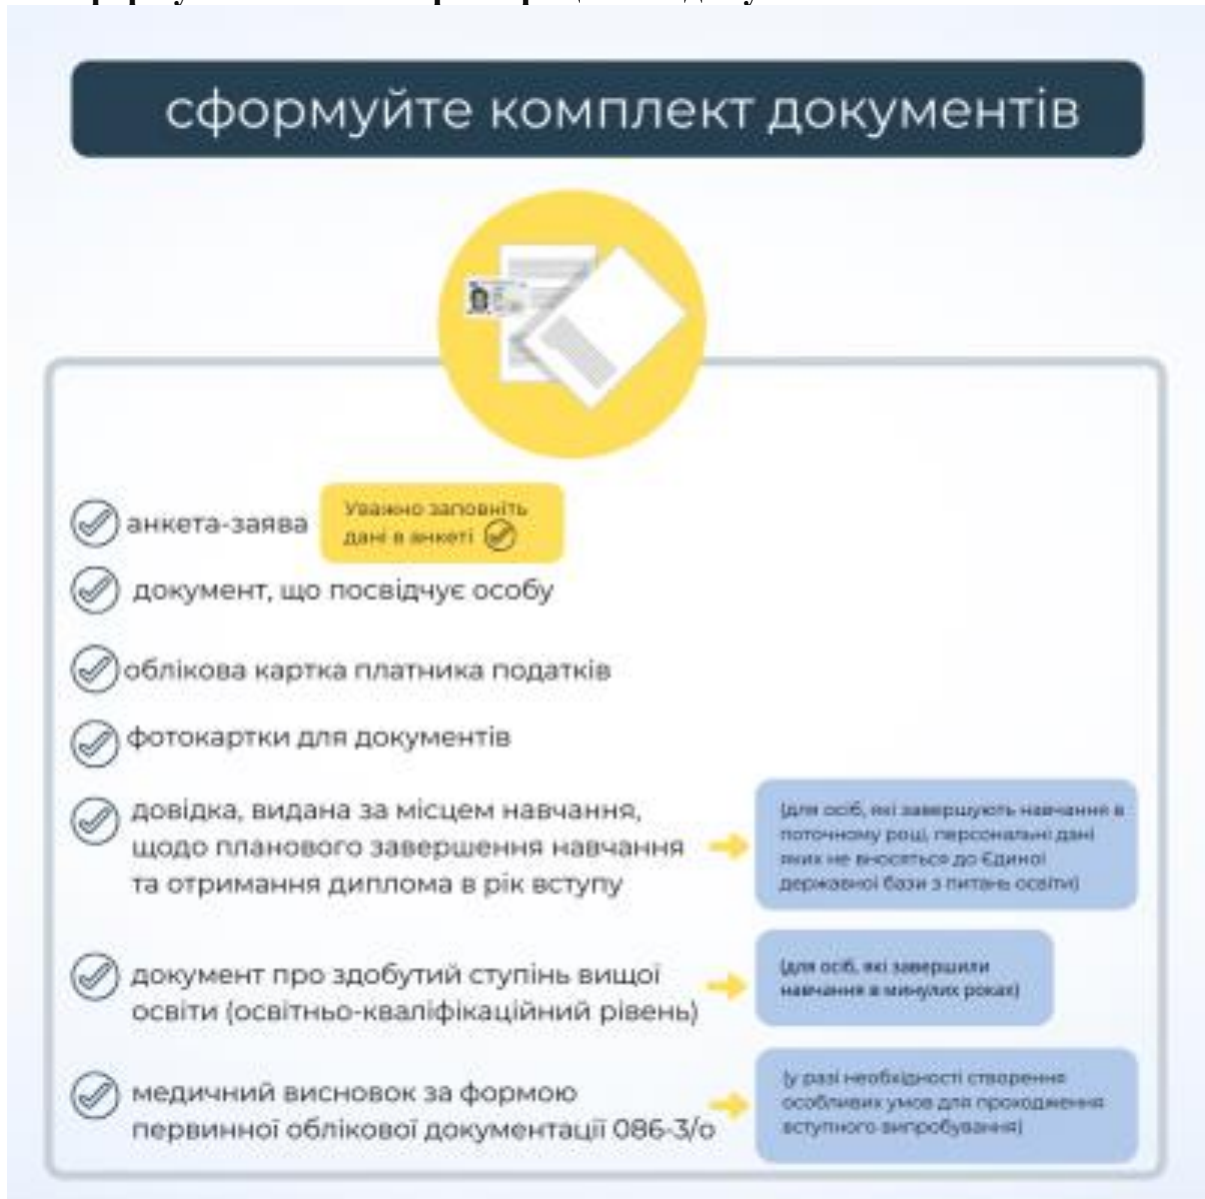 сформуйте комплект документів
анкета-заява
Уважно заповніть
дані в анкеті
документ, що посвідчує особу
облікова картка платника податків
фотокартки для документів
довідка, видана за місцем навчання,
щодо планового завершення навчання
та отримання диплома в рік вступу
(для осіб, які завершують навчання в
поточному році, персональні дані
яких не вносяться до Єдиної
державної бази з питань освіти)
документ про здобутий ступінь вищої
освіти (освітньо-кваліфікаційний рівень)
(для осіб, які завершили
навчання в минулих роках)
медичний висновок за формою
первинної облікової документації 086-3/о
(у разі необхідності створення
особливих умов для проходження
вступного випробування)